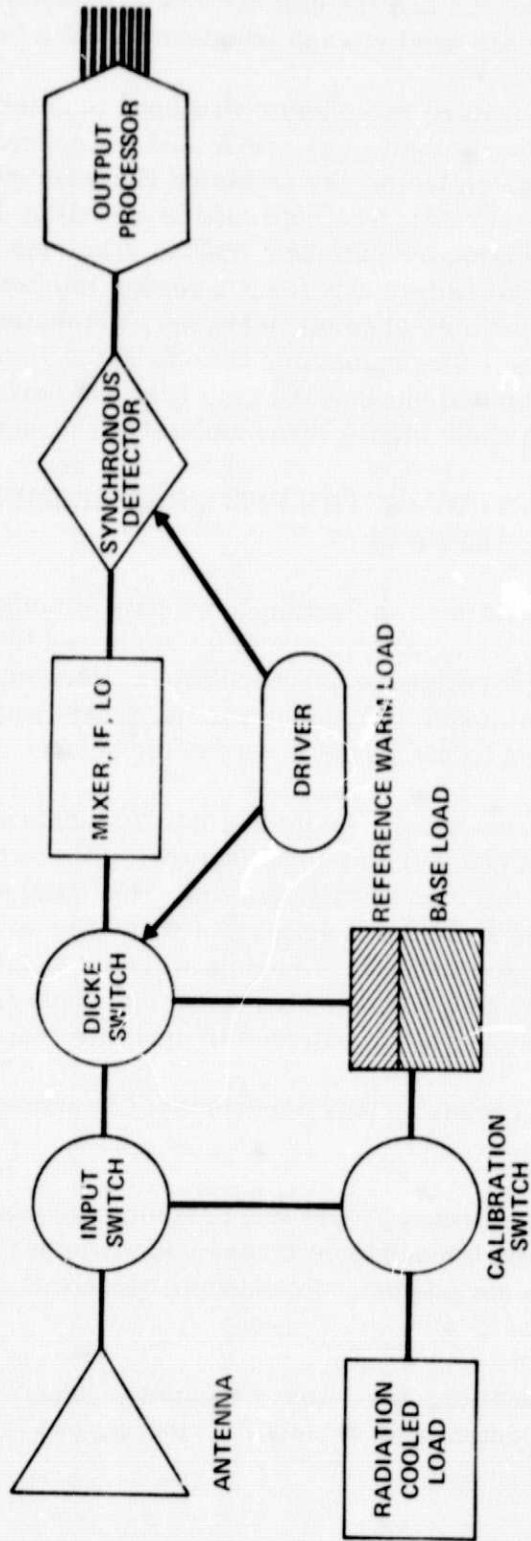 ANTENNA
INPUT
SWITCH
DICKE
SWITCH
MIXER, IF, LO
SYNCHRONOUS
DETECTOR
OUTPUT
PROCESSOR
DRIVER
RADIATION
COOLED
LOAD
CALIBRATION
SWITCH
REFERENCE WARM LOAD
BASE LOAD